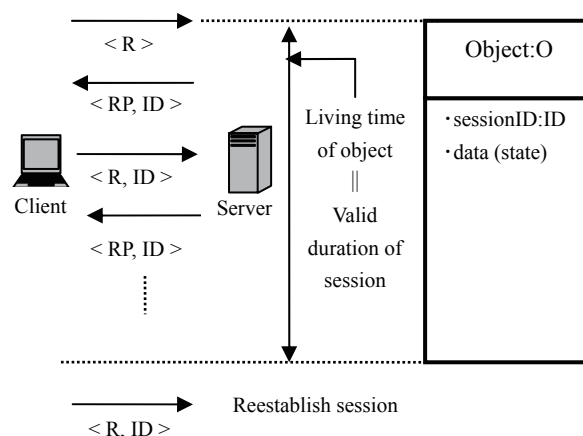 < R >
< RP, ID >
< R, ID >
< RP, ID >
Client
Server
Living time
of object
||
Valid
duration of
session
Object:O
・sessionID:ID
・data (state)
< R, ID >
Reestablish session